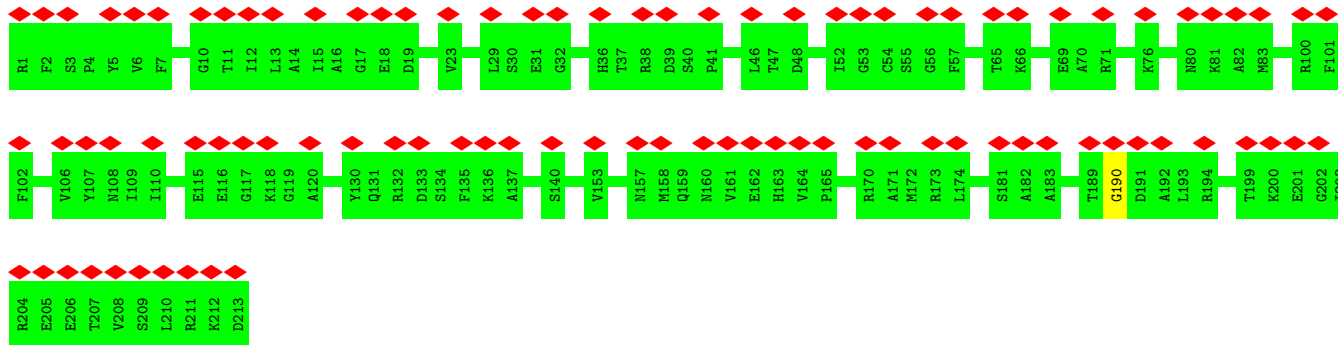 R1 F2 S3 P4 Y5 V6 F7 G10 T11 I12 L13 A14 I15 A16 G17 E18 D19 V23 L29 S30 E31 G32 H36 T37 R38 D39 S40 P41 L46 T47 D48 I52 G53 C54 S55 G56 F57 T65 K66 E69 A70 R71 K76 N80 K81 A82 M83 R100 F101
F102 V106 Y107 N108 I109 I110 E115 E116 G117 K118 G119 A120 Y130 Q131 R132 D133 S134 F135 K136 A137 S140 V153 N157 M158 Q159 N160 V161 E162 H163 V164 P165 R170 A171 M172 R173 L174 S181 A182 A183 T189 G190 D191 A192 L193 R194 T199 K200 E201 G202
R204 E205 E206 T207 V208 S209 L210 R211 K212 D213